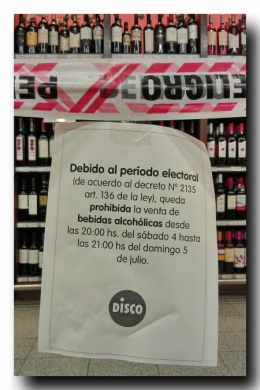 PELIGRO PE
Debido al período electoral
(de acuerdo al decreto N° 2135
art. 136 de la ley), queda
prohibida la venta de
bebidas alcohólicas desde
las 20:00 hs. del sábado 4 hasta
las 21:00 hs del domingo 5
de julio.
DISCO